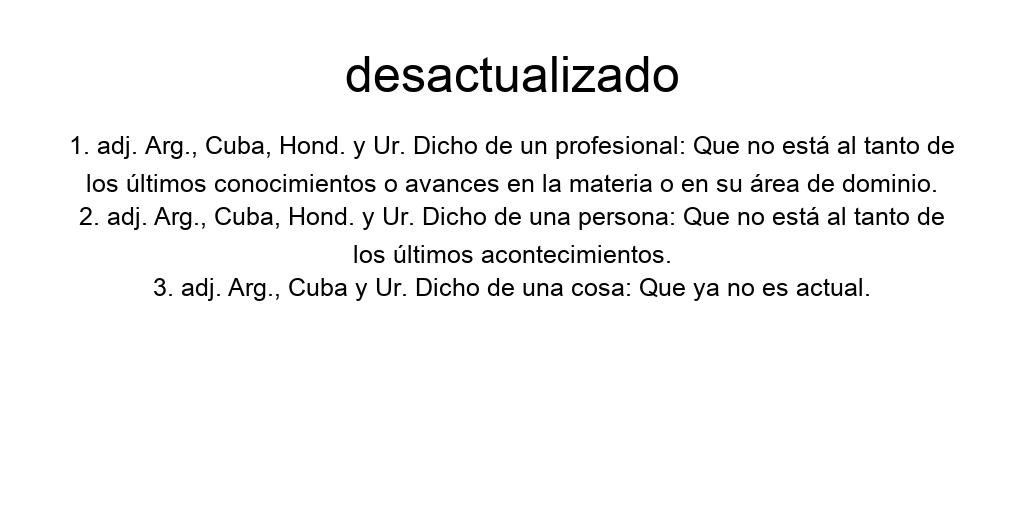 desactualizado
1. adj. Arg., Cuba, Hond. y Ur. Dicho de un profesional: Que no está al tanto de
los últimos conocimientos o avances en la materia o en su área de dominio.
2. adj. Arg., Cuba, Hond. y Ur. Dicho de una persona: Que no está al tanto de
los últimos acontecimientos.
3. adj. Arg., Cuba y Ur. Dicho de una cosa: Que ya no es actual.